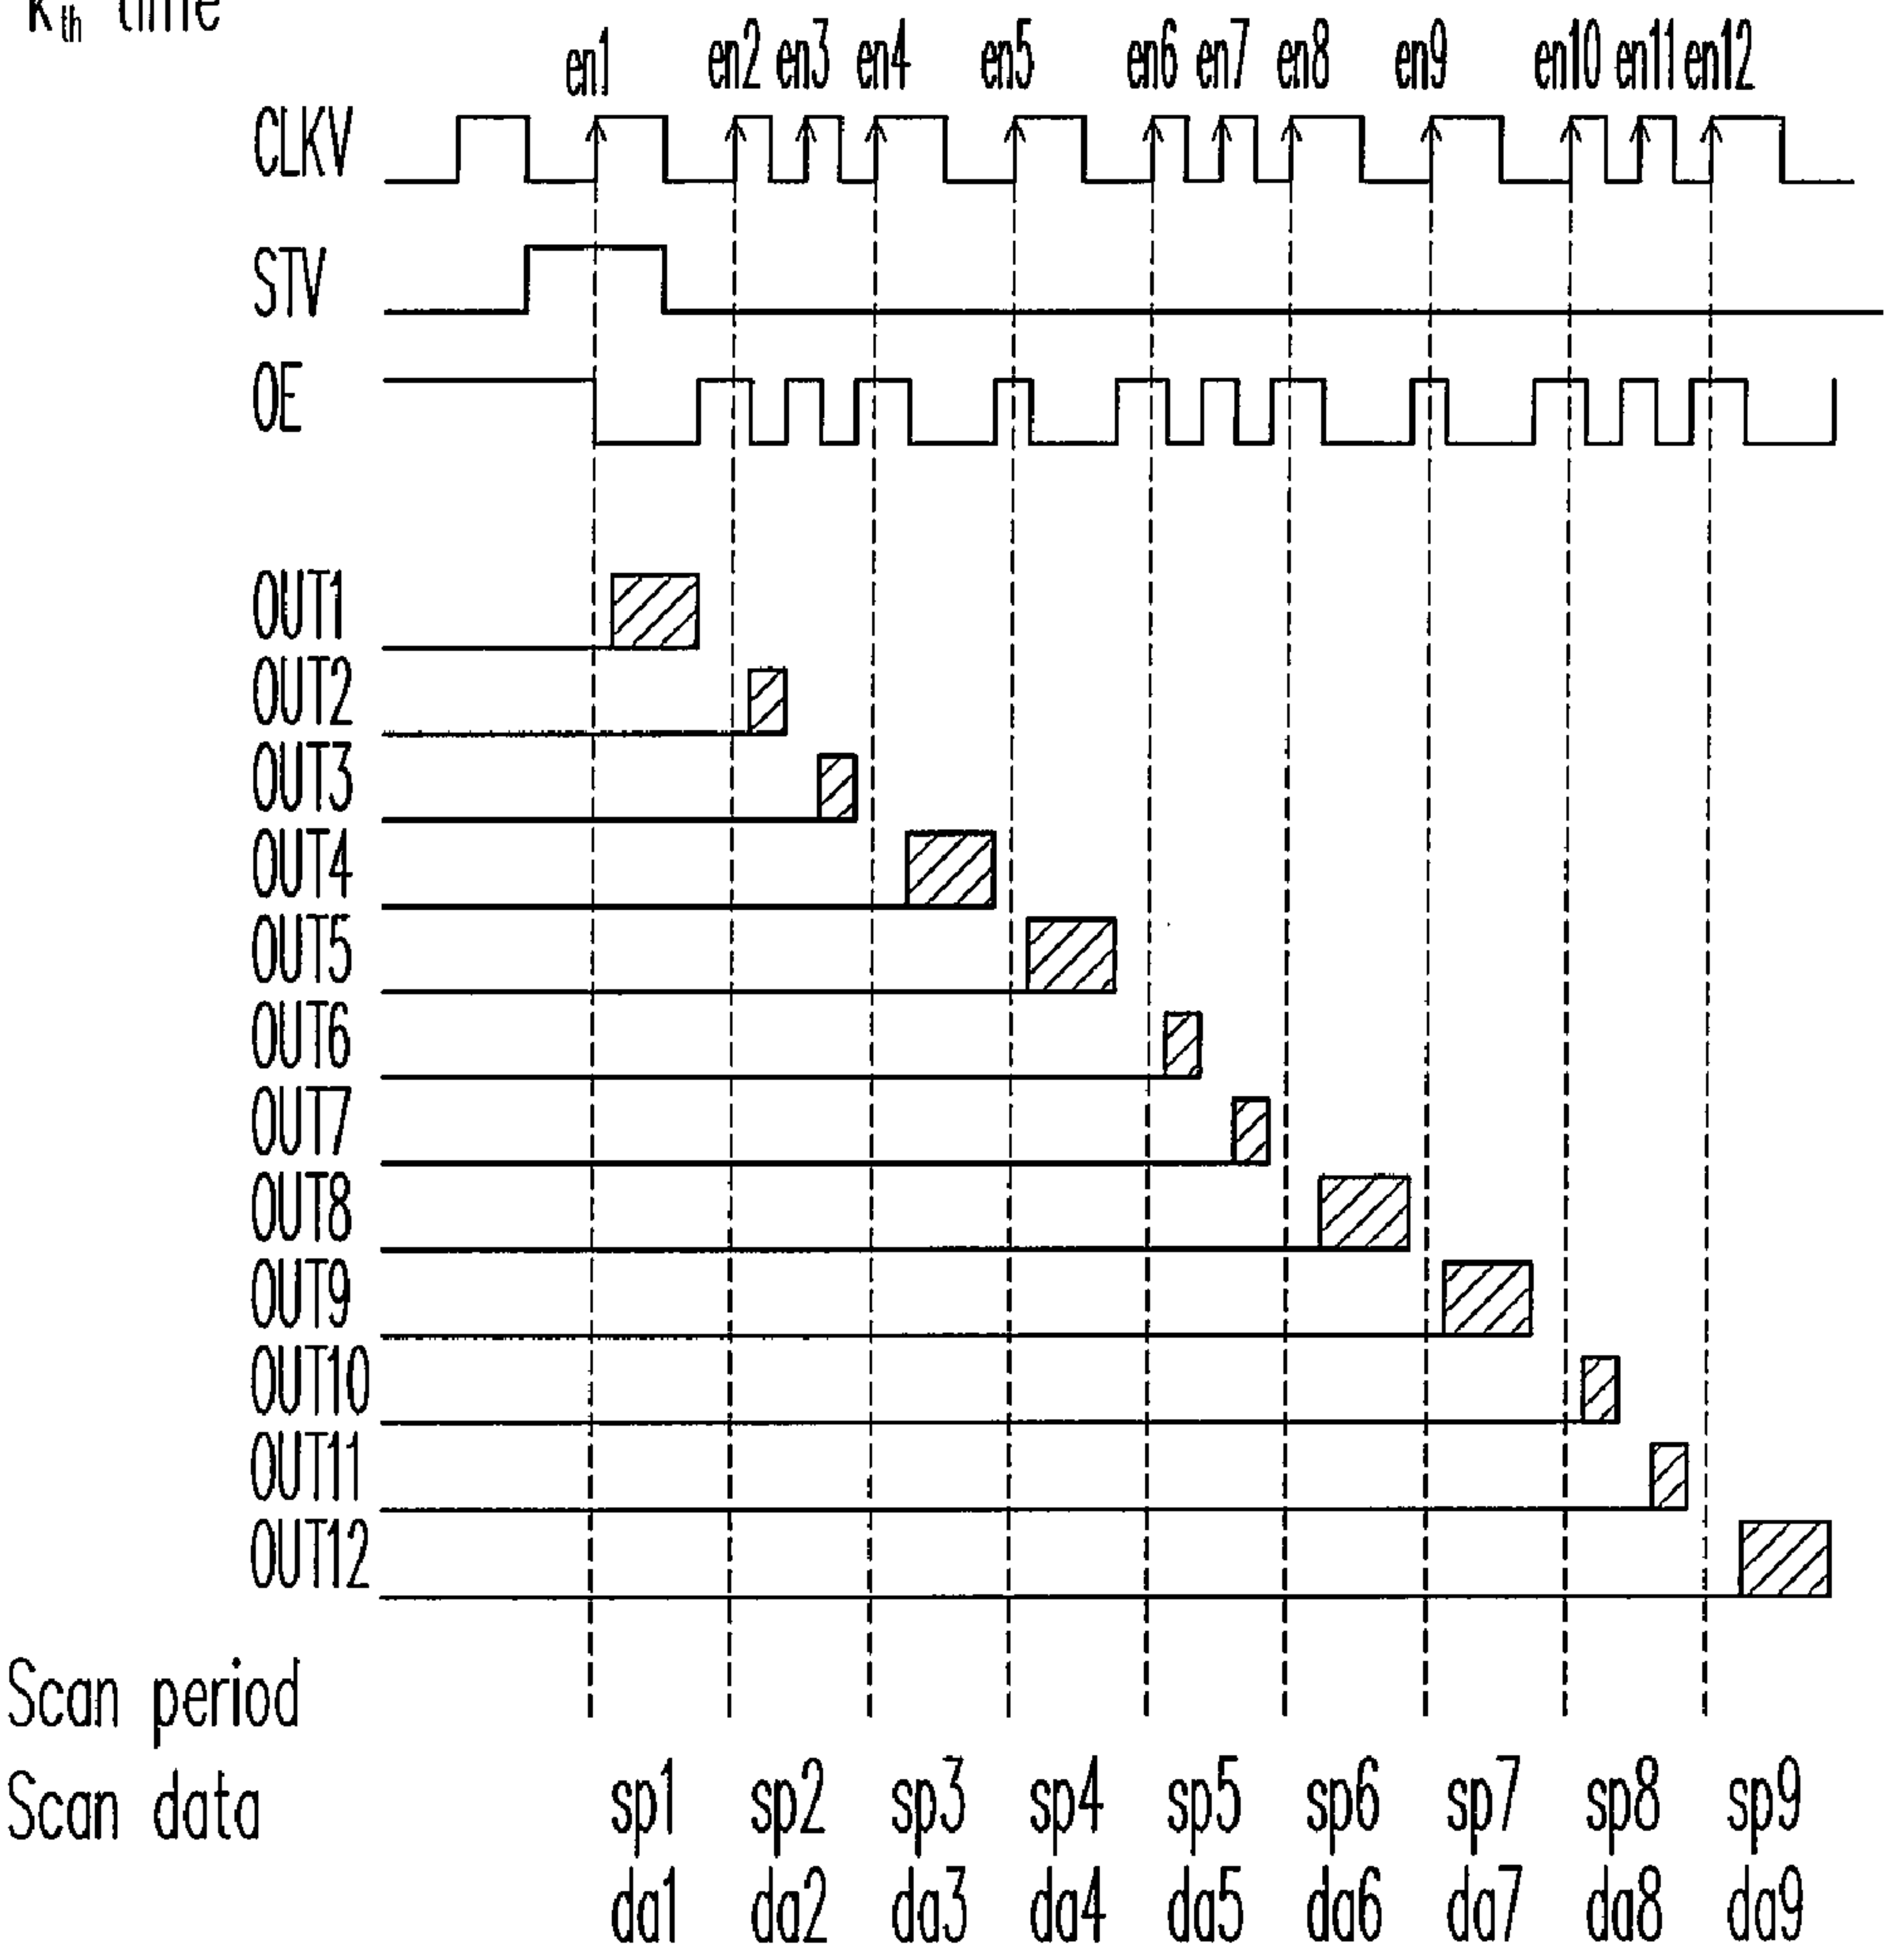 kth time
en1 en2 en3 en4 en5 en6 en7 en8 en9 en10 en11 en12
CLKV
STV
OE
OUT1
OUT2
OUT3
OUT4
OUT5
OUT6
OUT7
OUT8
OUT9
OUT10
OUT11
OUT12
Scan period
Scan data
sp1 sp2 sp3 sp4 sp5 sp6 sp7 sp8 sp9
da1 da2 da3 da4 da5 da6 da7 da8 da9